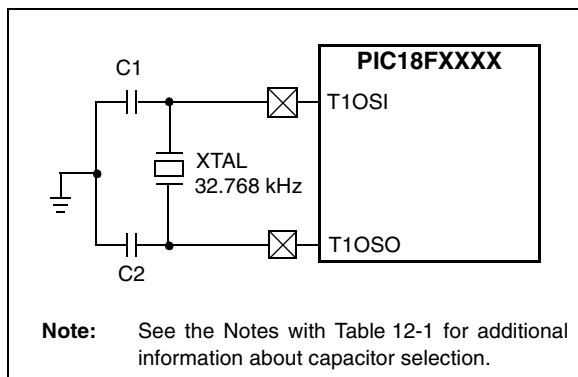 C1
PIC18FXXXX
T1OSI
XTAL
32.768 kHz
T1OSO
C2
Note: See the Notes with Table 12-1 for additional
information about capacitor selection.